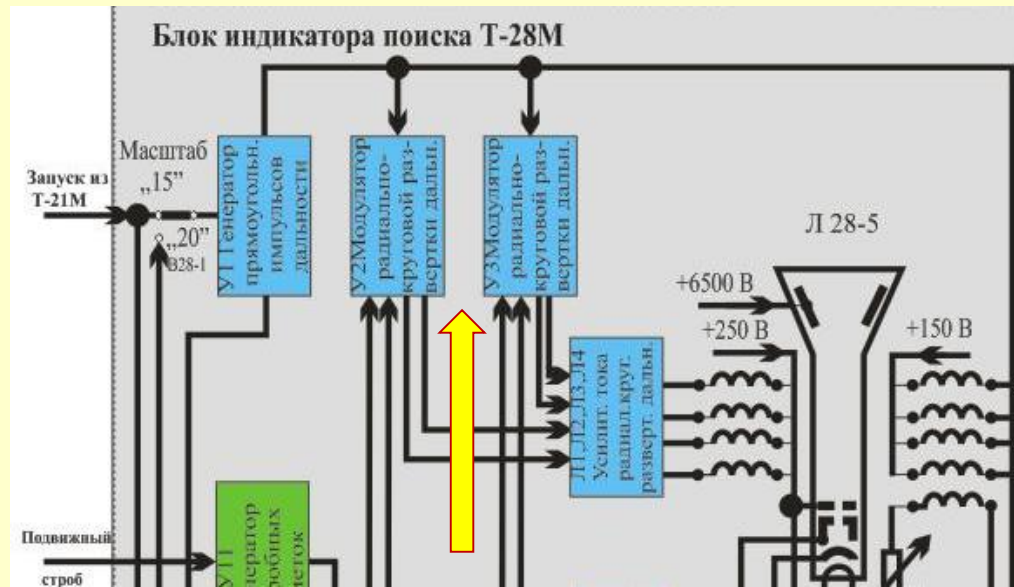 Блок индикатора поиска Т-28М
Масштаб
„15”
Запуск из
Т-21М
„20”
В28-1
У1 Генератор
прямоугольн.
импульсов
дальности
У2Модулятор
радиально-
круговой раз-
вертки дальн.
У3Модулятор
радиально-
круговой раз-
вертки дальн.
Л 28-5
+6500 В
+250 В
+150 В
Л1,Л2,Л3,Л4
Усилит. тока
радиал.круг.
разверт. дальн.
Подвижный
строб